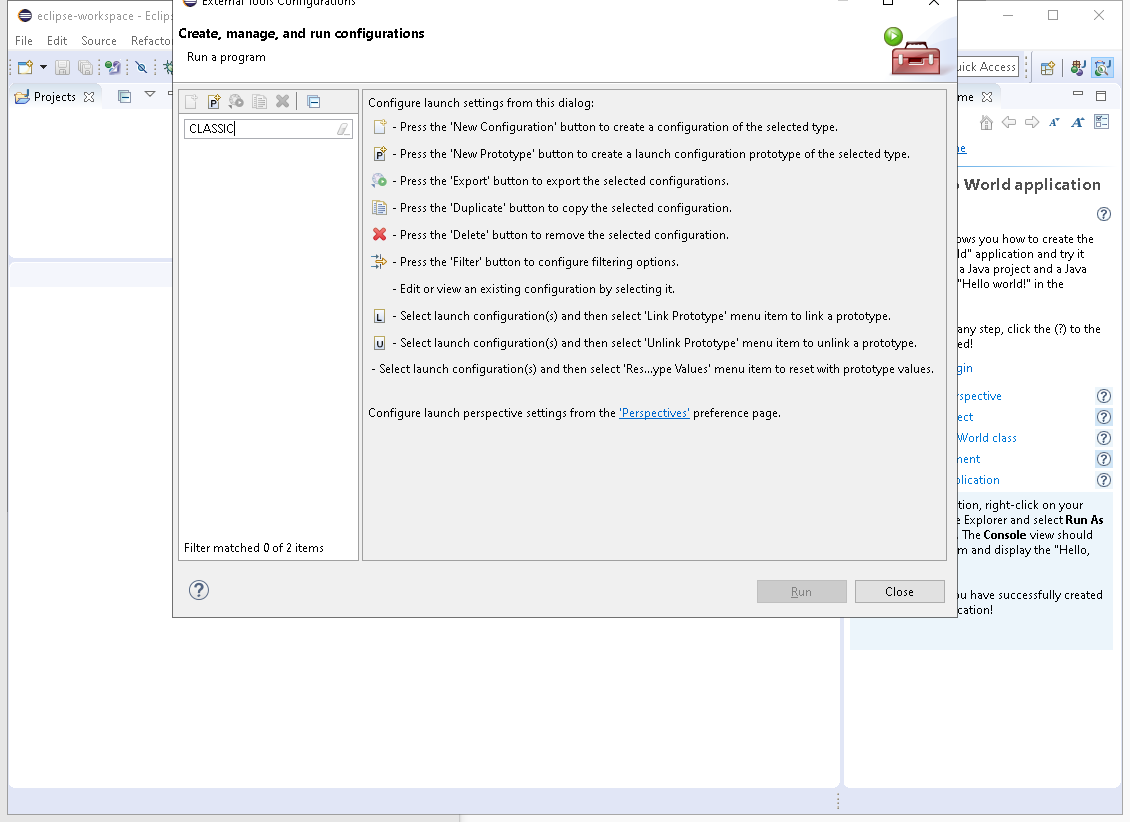 eclipse-workspace - Eclips
External Tools Configurations
File Edit Source Refacto
Create, manage, and run configurations
Run a program
uick Access
Projects
me
CLASSIC
Configure launch settings from this dialog:
- Press the 'New Configuration' button to create a configuration of the selected type.
- Press the 'New Prototype' button to create a launch configuration prototype of the selected type.
- Press the 'Export' button to export the selected configurations.
- Press the 'Duplicate' button to copy the selected configuration.
- Press the 'Delete' button to remove the selected configuration.
- Press the 'Filter' button to configure filtering options.
- Edit or view an existing configuration by selecting it.
L - Select launch configuration(s) and then select 'Link Prototype' menu item to link a prototype.
U - Select launch configuration(s) and then select 'Unlink Prototype' menu item to unlink a prototype.
- Select launch configuration(s) and then select 'Res...ype Values' menu item to reset with prototype values.
Configure launch perspective settings from the 'Perspectives' preference page.
Filter matched 0 of 2 items
Run
Close
World application
ows you how to create the
ld" application and try it
a Java project and a Java
"Hello world!" in the
any step, click the (?) to the
ed!
gin
rspective
ect
World class
ment
plication
tion, right-click on your
e Explorer and select Run As
. The Console view should
m and display the "Hello,
ou have successfully created
cation!